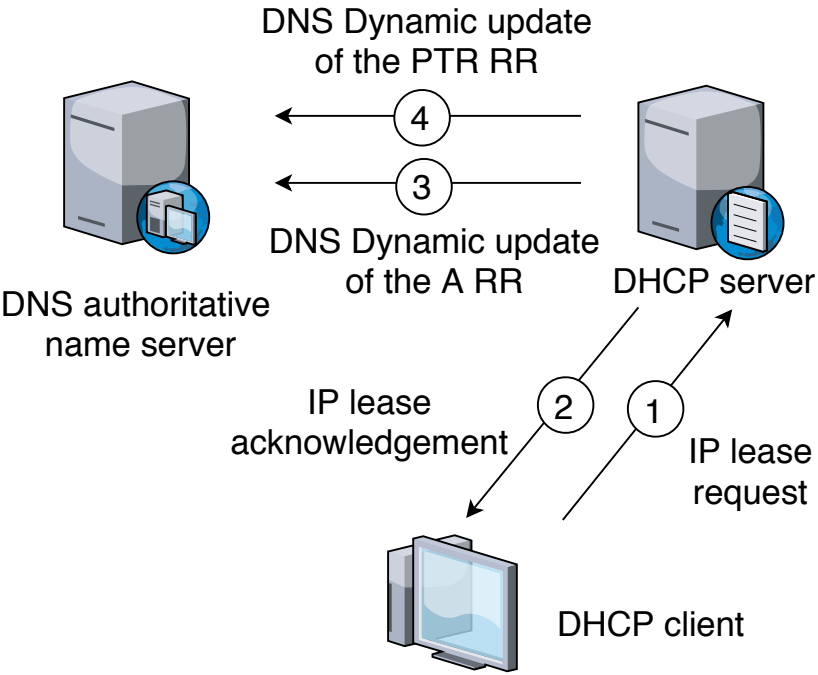 DNS Dynamic update
of the PTR RR
4
3
DNS Dynamic update
of the A RR
DNS authoritative
name server
DHCP server
IP lease
acknowledgement
2
1
IP lease
request
DHCP client